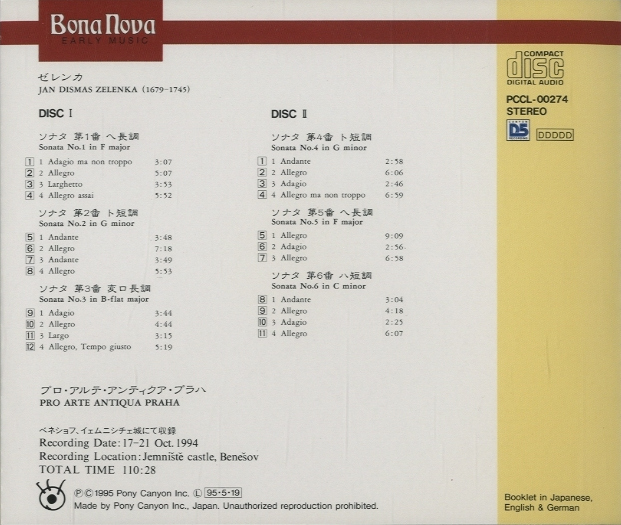 Bona Nova
EARLY MUSIC
ゼレンカ
JAN DISMAS ZELENKA (1679-1745)
DISC I
ソナタ 第1番 ヘ長調
Sonata No.1 in F major
1 1 Adagio ma non troppo 3:07
2 2 Allegro 5:07
3 3 Larghetto 3:53
4 4 Allegro assai 5:52
ソナタ 第2番 ト短調
Sonata No.2 in G minor
5 1 Andante 3:48
6 2 Allegro 7:18
7 3 Andante 3:49
8 4 Allegro 5:53
ソナタ 第3番 変ロ長調
Sonata No.3 in B-flat major
9 1 Adagio 3:44
10 2 Allegro 4:44
11 3 Largo 3:15
12 4 Allegro, Tempo giusto 5:19
DISC II
ソナタ 第4番 ト短調
Sonata No.4 in G minor
1 1 Andante 2:58
2 2 Allegro 6:06
3 3 Adagio 2:46
4 4 Allegro ma non troppo 6:59
ソナタ 第5番 ヘ長調
Sonata No.5 in F major
5 1 Allegro 9:09
6 2 Adagio 2:56
7 3 Allegro 6:58
ソナタ 第6番 ハ短調
Sonata No.6 in C minor
8 1 Andante 3:04
9 2 Allegro 4:18
10 3 Adagio 2:25
11 4 Allegro 6:07
プロ・アルテ・アンティクア・プラハ
PRO ARTE ANTIQUA PRAHA
ベネショフ、イェムニシチェ城にて収録
Recording Date: 17-21 Oct. 1994
Recording Location: Jemniště castle, Benešov
TOTAL TIME 110:28
Ⓟ Ⓒ 1995 Pony Canyon Inc. Ⓛ 95・5・19
Made by Pony Canyon Inc., Japan. Unauthorized reproduction prohibited.
COMPACT
disc
DIGITAL AUDIO
PCCL-00274
STEREO
DDDDD
Booklet in Japanese,
English & German